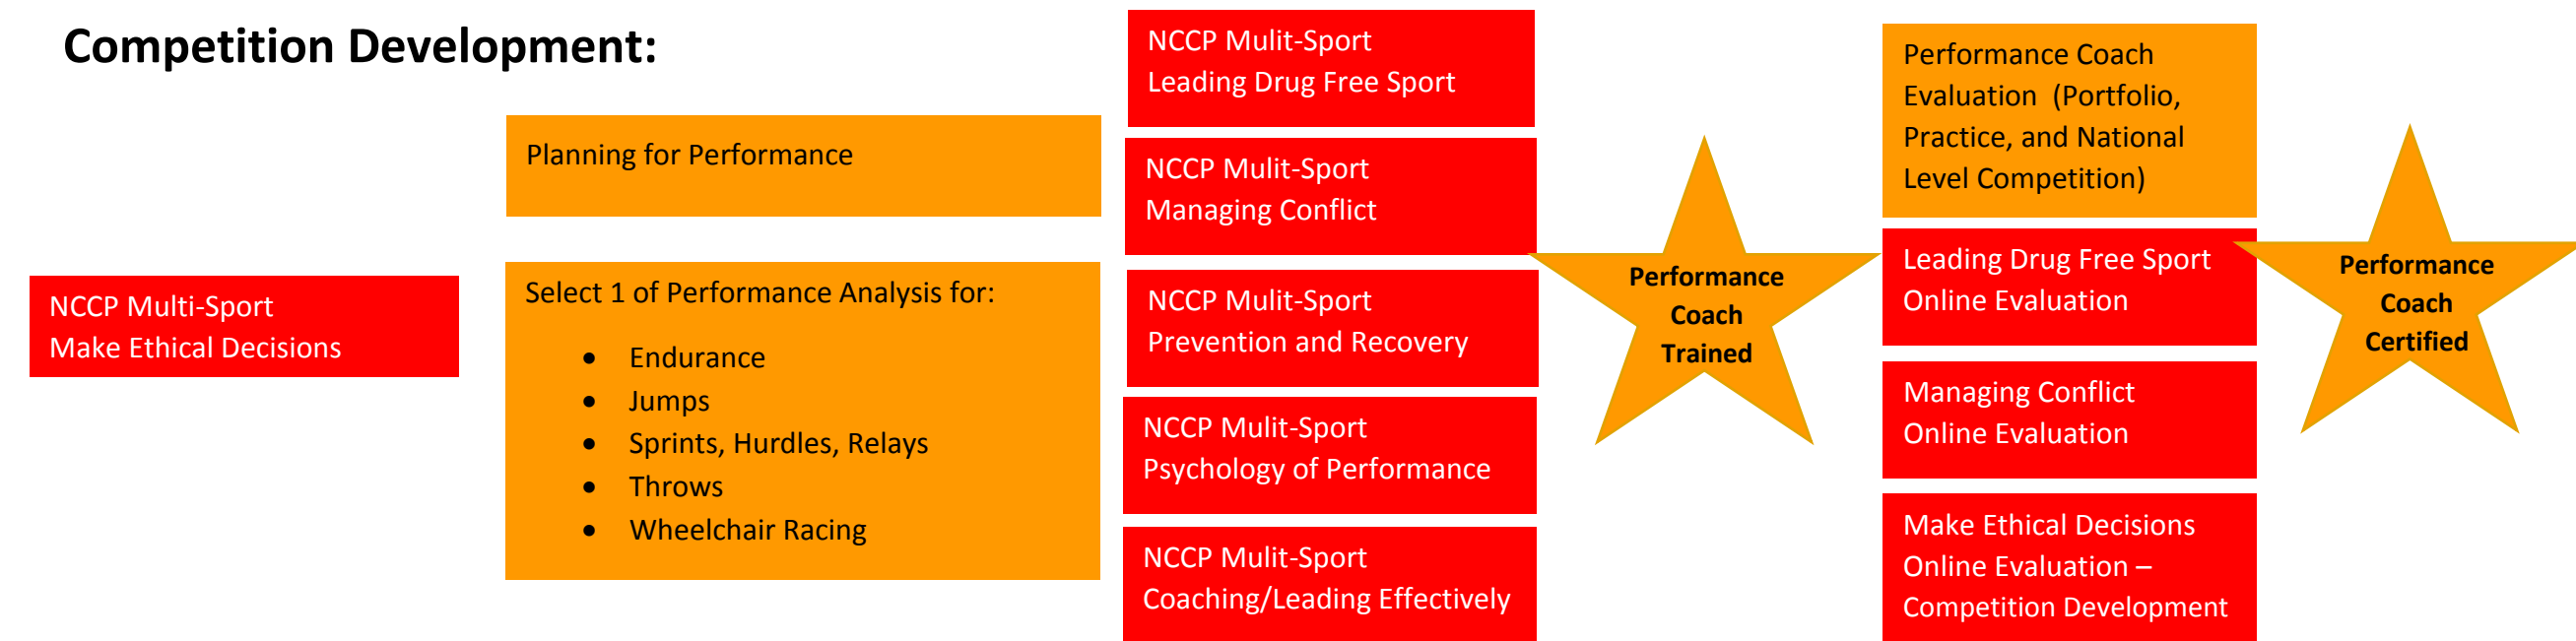 Competition Development:
NCCP Multi-Sport
Make Ethical Decisions
Planning for Performance
Select 1 of Performance Analysis for:
• Endurance
• Jumps
• Sprints, Hurdles, Relays
• Throws
• Wheelchair Racing
NCCP Mulit-Sport
Leading Drug Free Sport
NCCP Mulit-Sport
Managing Conflict
NCCP Mulit-Sport
Prevention and Recovery
NCCP Mulit-Sport
Psychology of Performance
NCCP Mulit-Sport
Coaching/Leading Effectively
Performance
Coach
Trained
Performance Coach
Evaluation (Portfolio,
Practice, and National
Level Competition)
Leading Drug Free Sport
Online Evaluation
Managing Conflict
Online Evaluation
Make Ethical Decisions
Online Evaluation –
Competition Development
Performance
Coach
Certified